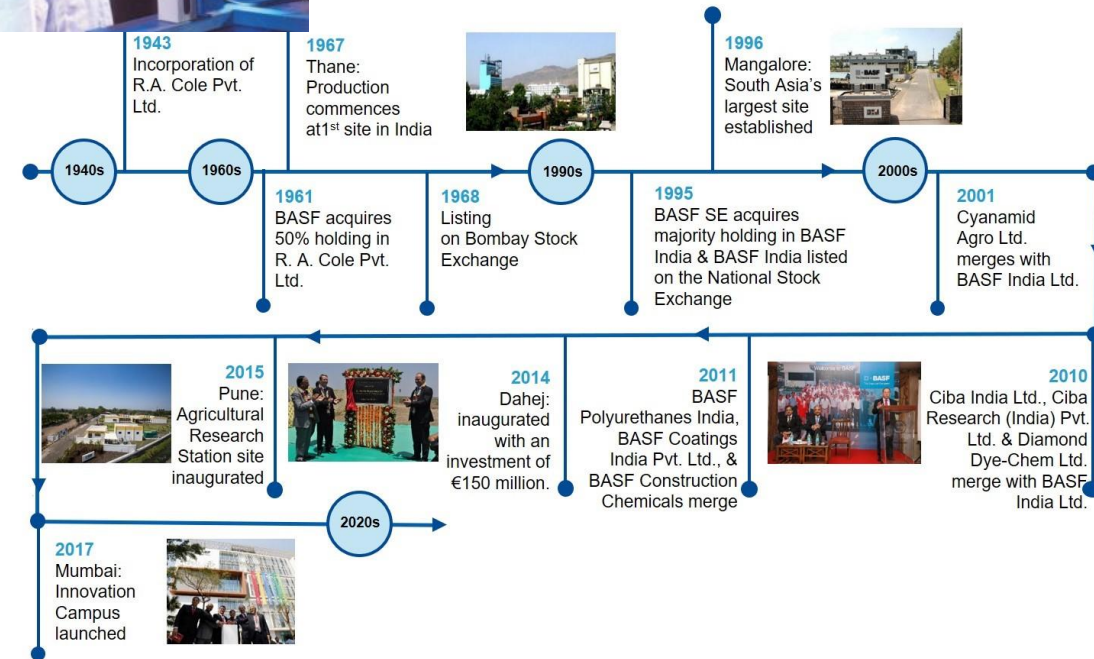 1943
Incorporation of
R.A. Cole Pvt.
Ltd.
1967
Thane:
Production
commences
at1st site in India
1996
Mangalore:
South Asia's
largest site
established
BASF
1940s
1960s
1990s
2000s
1961
BASF acquires
50% holding in
R. A. Cole Pvt.
Ltd.
1968
Listing
on Bombay Stock
Exchange
1995
BASF SE acquires
majority holding in BASF
India & BASF India listed
on the National Stock
Exchange
2001
Cyanamid
Agro Ltd.
merges with
BASF India Ltd.
2015
Pune:
Agricultural
Research
Station site
inaugurated
2014
Dahej:
inaugurated
with an
investment of
€150 million.
2011
BASF
Polyurethanes India,
BASF Coatings
India Pvt. Ltd., &
BASF Construction
Chemicals merge
BASF
2010
Ciba India Ltd., Ciba
Research (India) Pvt.
Ltd. & Diamond
Dye-Chem Ltd.
merge with BASF
India Ltd.
2020s
2017
Mumbai:
Innovation
Campus
launched